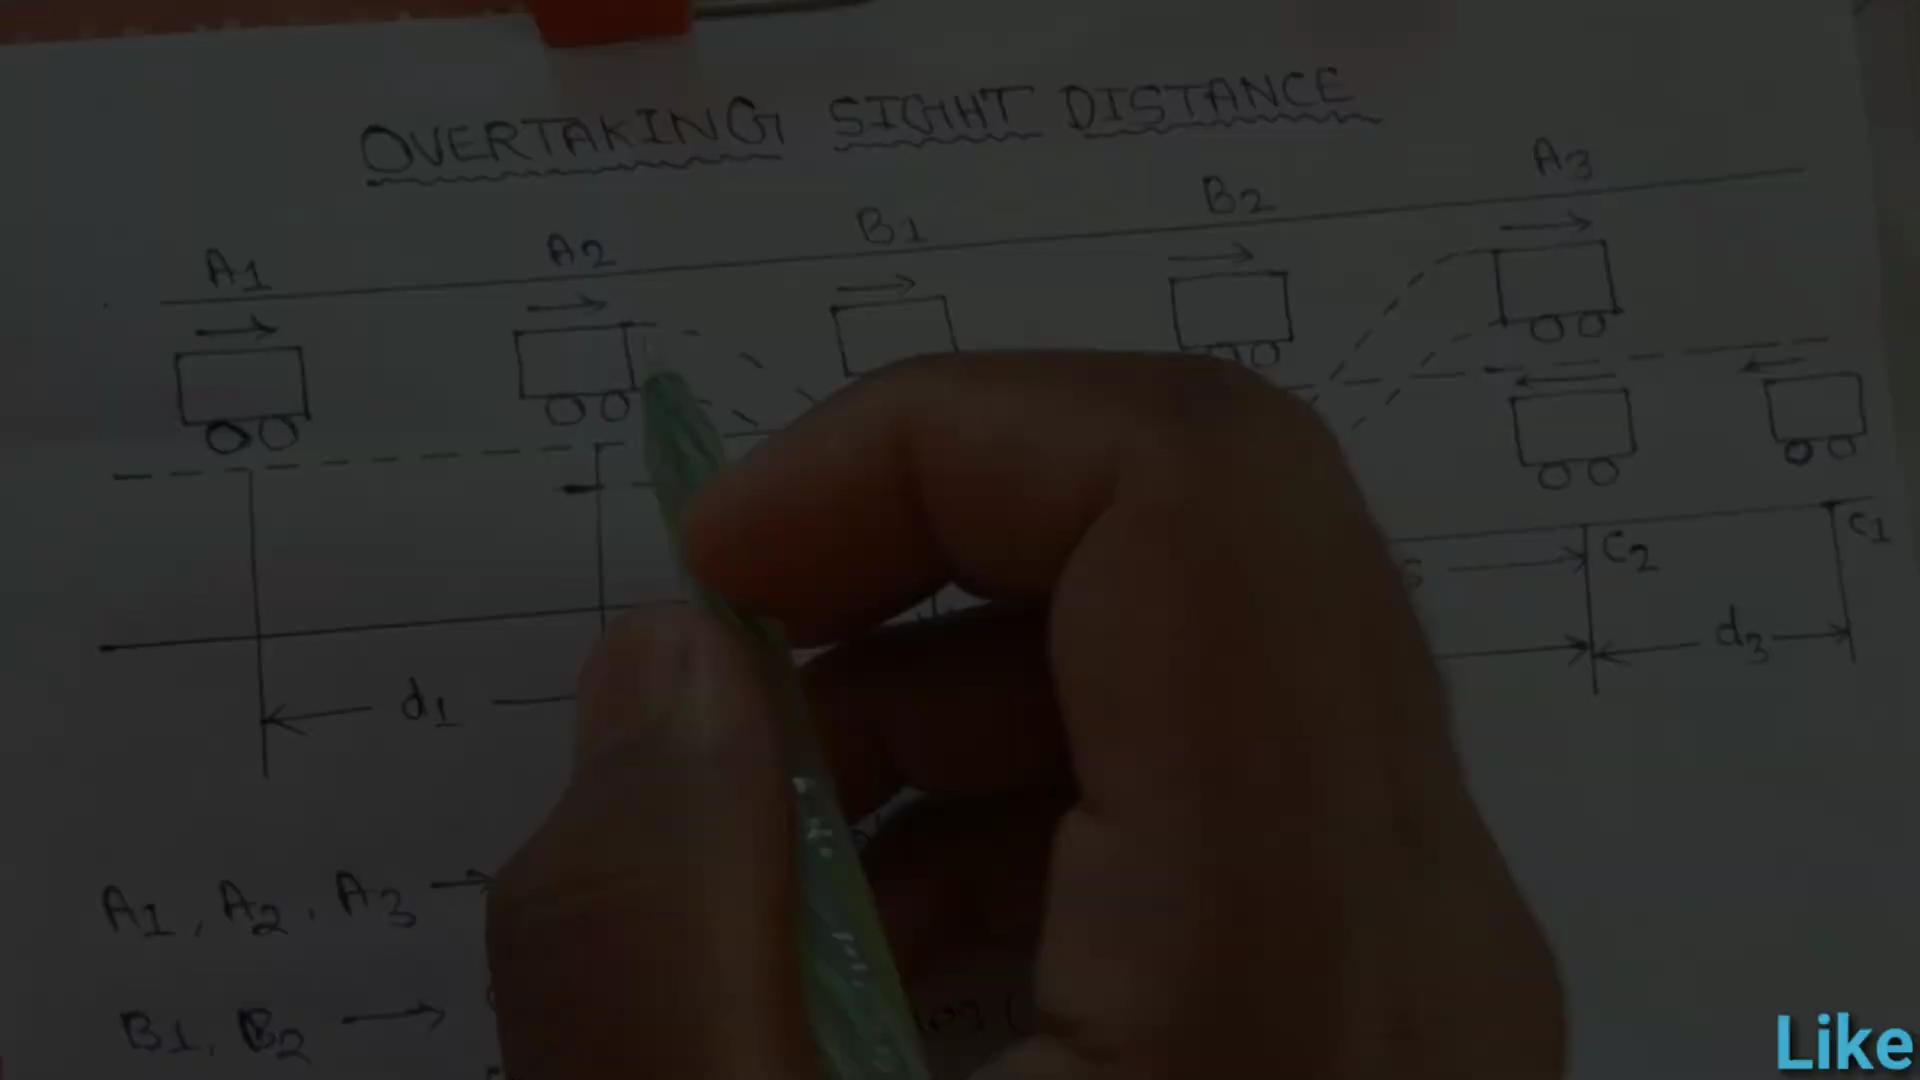 OVERTAKING SIGHT DISTANCE
A1 A2 B1 B2 A3
C2 C1
d1 d3
A1, A2, A3 →
B1, B2 →
Like